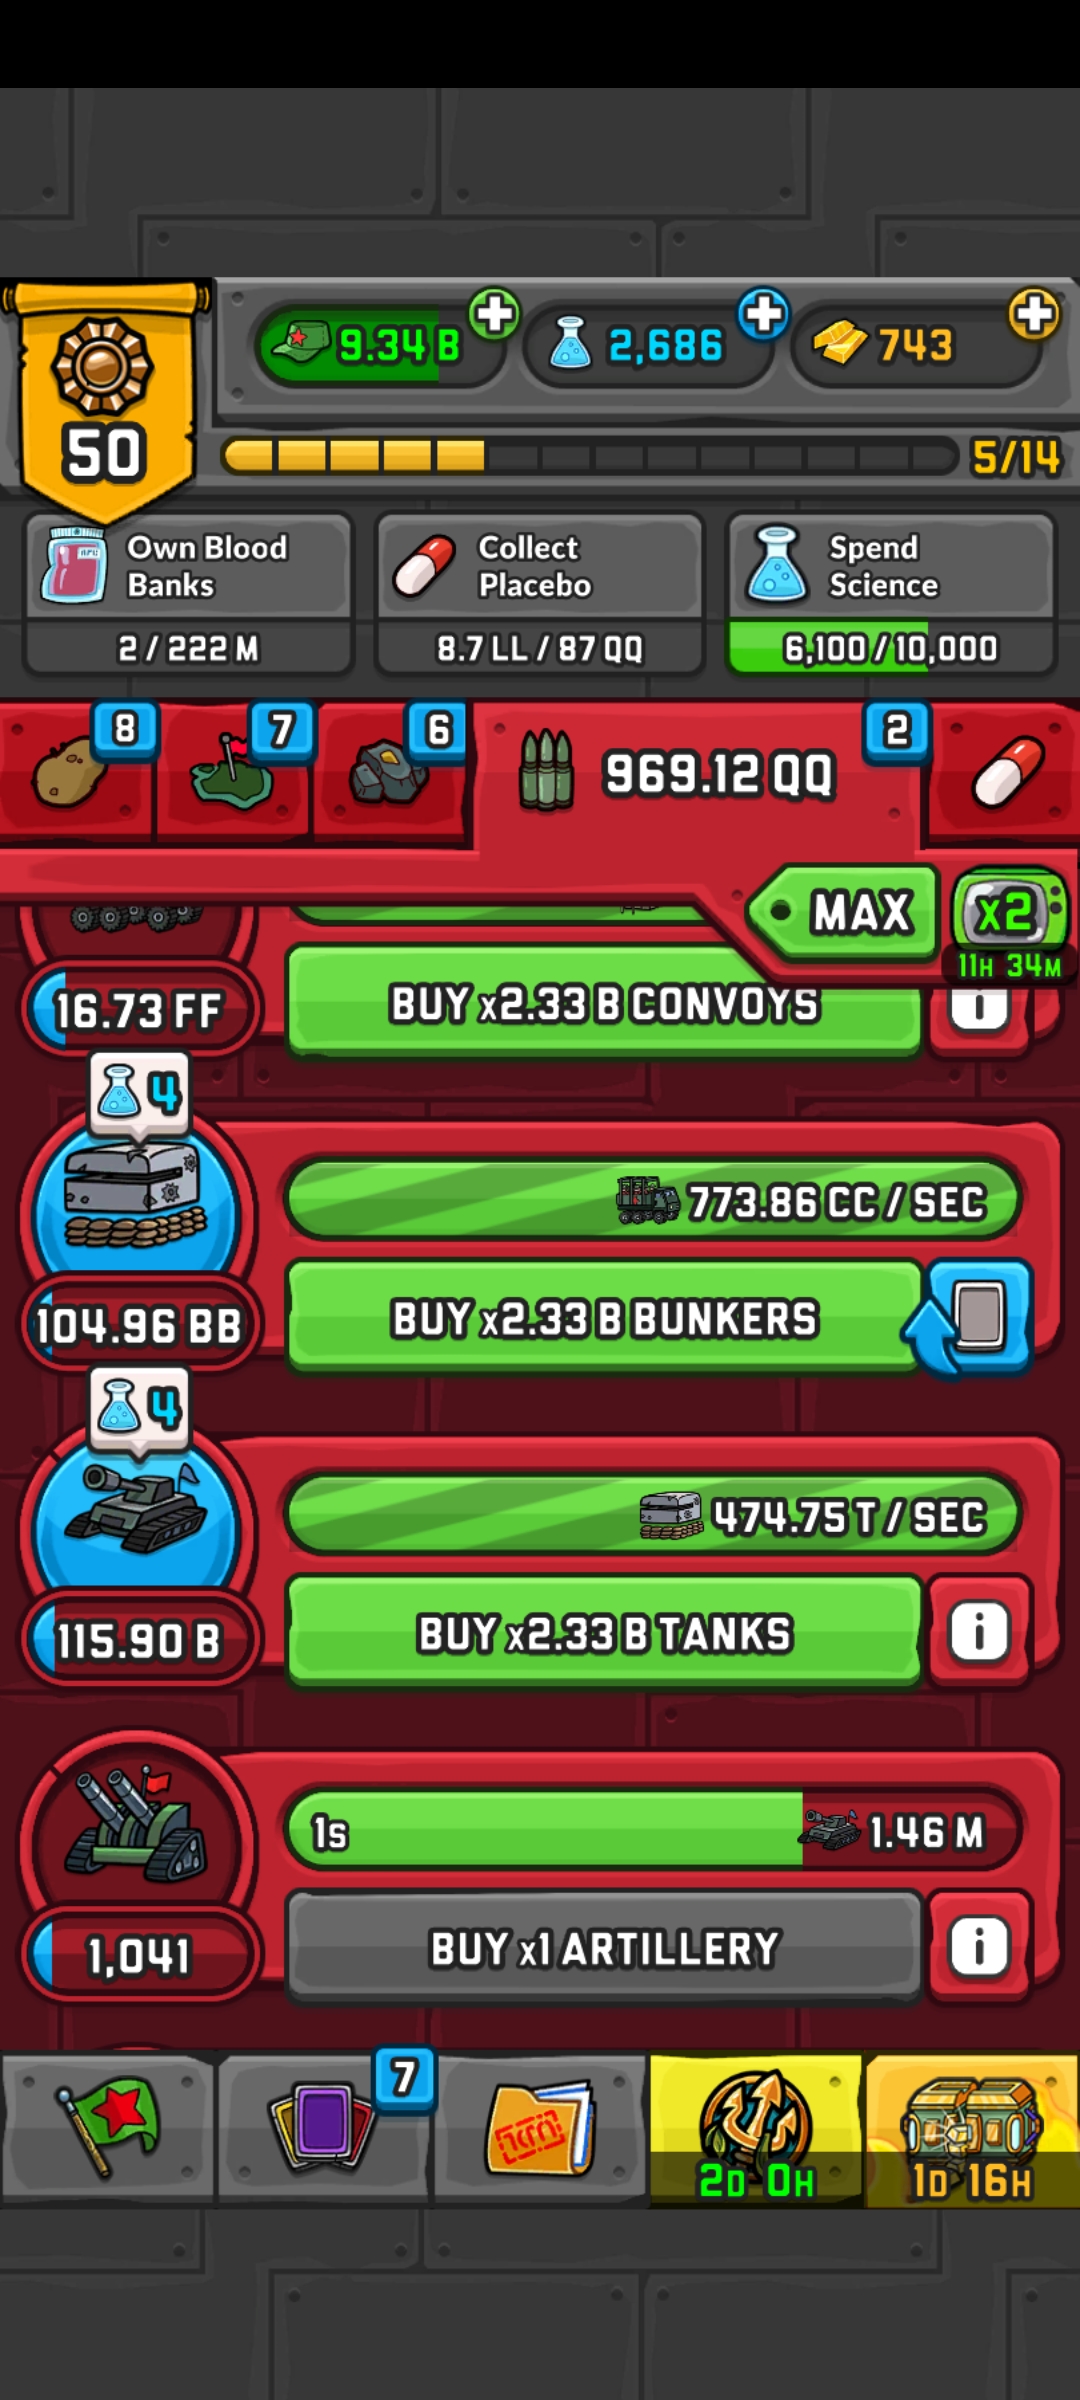 9.34 B
2,686
743
50
5/14
Own Blood
Banks
2 / 222 M
Collect
Placebo
8.7 LL / 87 QQ
Spend
Science
6,100 / 10,000
8
7
6
969.12 QQ
2
MAX
x2
11H 34M
16.73 FF
BUY x2.33 B CONVOYS
i
4
773.86 CC / SEC
104.96 BB
BUY x2.33 B BUNKERS
4
474.75 T / SEC
115.90 B
BUY x2.33 B TANKS
i
1s
1.46 M
1,041
BUY x1 ARTILLERY
i
7
2D 0H
1D 16H